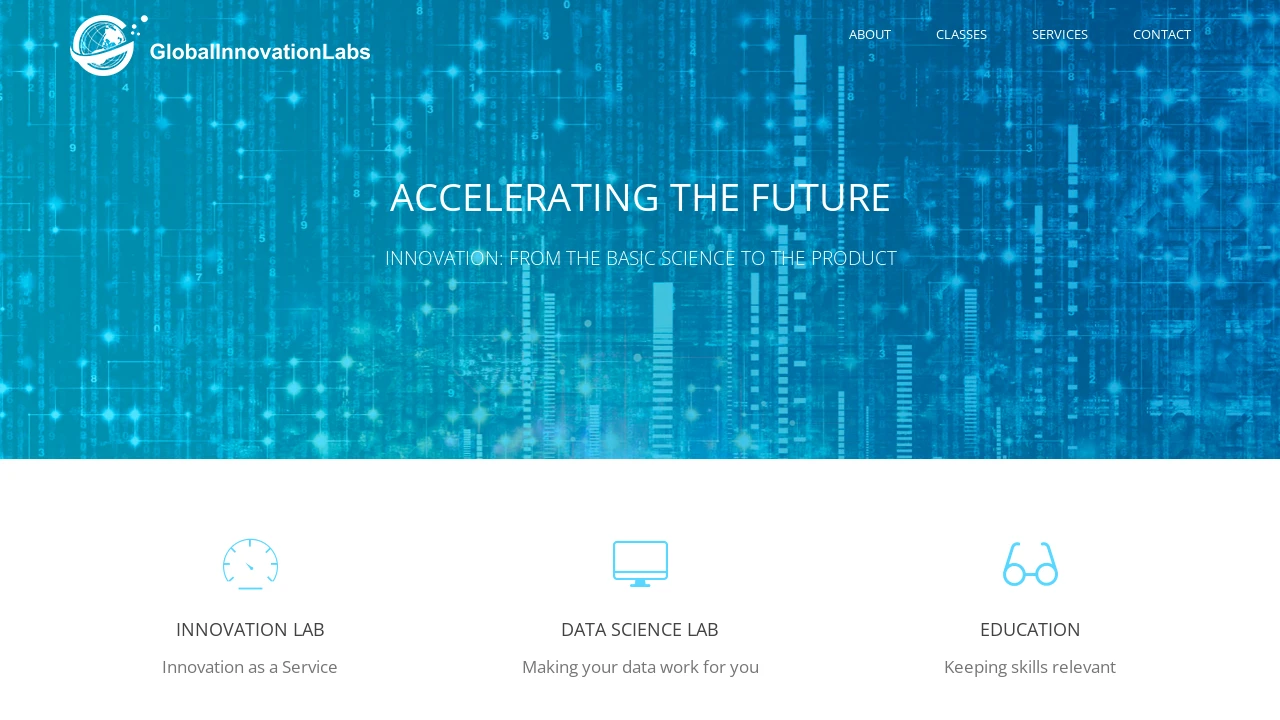 GlobalInnovationLabs
ABOUT CLASSES SERVICES CONTACT
ACCELERATING THE FUTURE
INNOVATION: FROM THE BASIC SCIENCE TO THE PRODUCT
INNOVATION LAB
Innovation as a Service
DATA SCIENCE LAB
Making your data work for you
EDUCATION
Keeping skills relevant